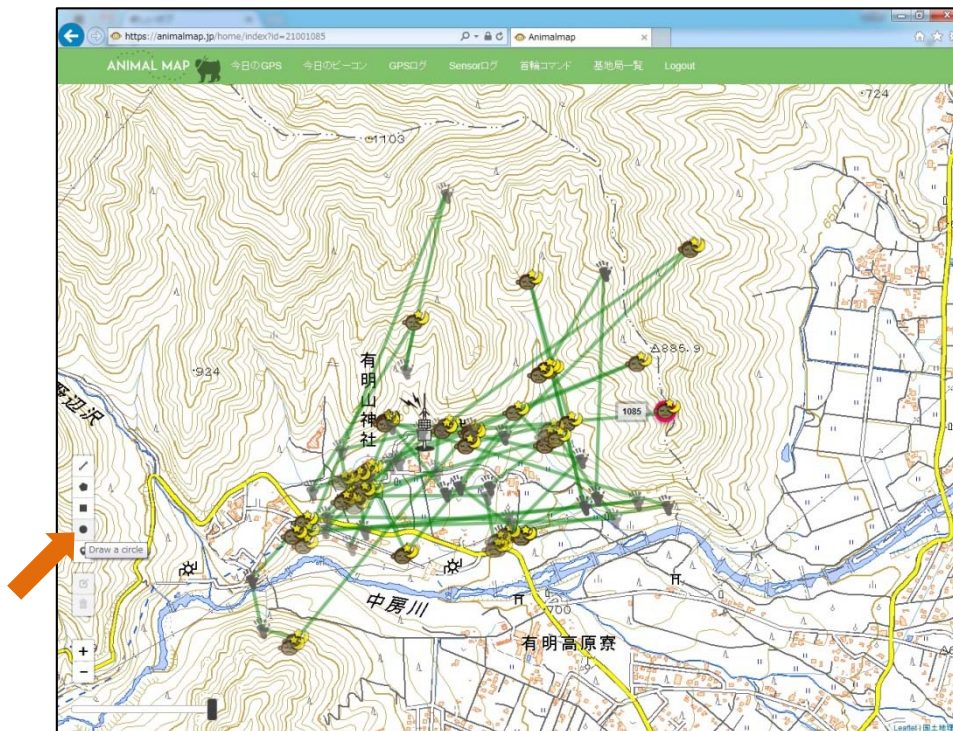 https://animalmap.jp/home/index?id=21001085
Animalmap
ANIMAL MAP
今日のGPS
今日のビーコン
GPSログ
Sensorログ
首輪コマンド
基地局一覧
Logout
724
1103
850
885.9
934
有明山神社
1085
Draw a circle
中房川
700
有明高原寮
+
−
Leaflet | 国土地理